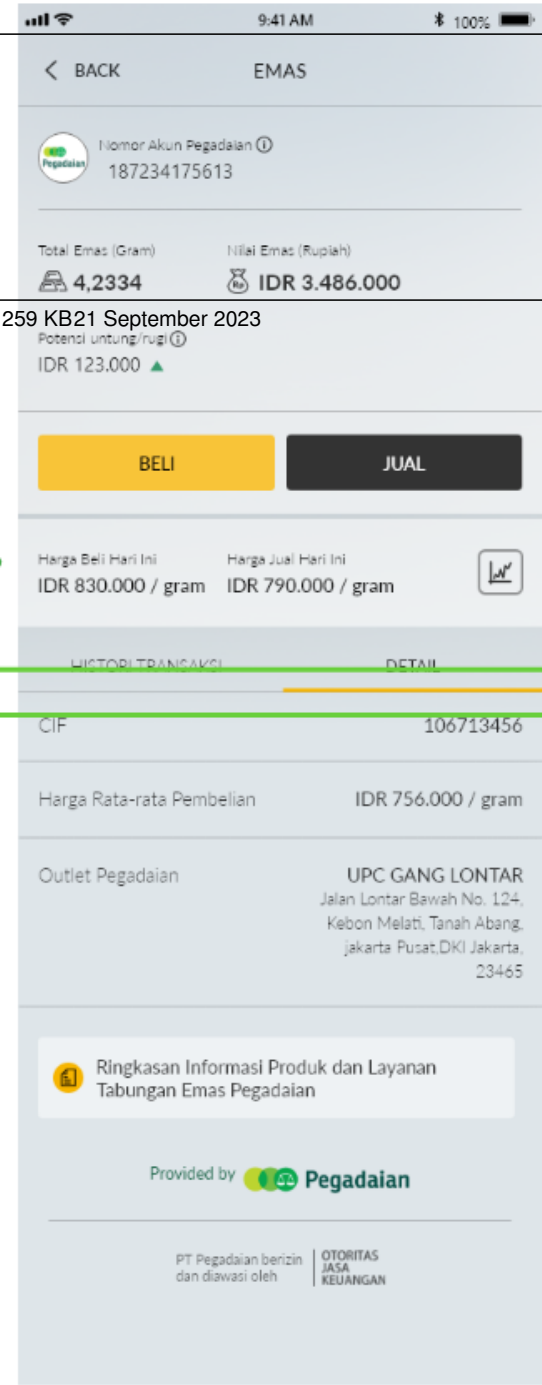 9:41 AM
100%
BACK
EMAS
Pegadaian
Nomor Akun Pegadaian
187234175613
Total Emas (Gram)
Nilai Emas (Rupiah)
4,2334
Rp
IDR 3.486.000
259 KB21 September 2023
Potensi untung/rugi
IDR 123.000
BELI
JUAL
Harga Beli Hari Ini
Harga Jual Hari Ini
IDR 830.000 / gram
IDR 790.000 / gram
HISTORI TRANSAKSI
DETAIL
CIF
106713456
Harga Rata-rata Pembelian
IDR 756.000 / gram
Outlet Pegadaian
UPC GANG LONTAR
Jalan Lontar Bawah No. 124,
Kebon Melati, Tanah Abang,
jakarta Pusat,DKI Jakarta,
23465
Ringkasan Informasi Produk dan Layanan
Tabungan Emas Pegadaian
Provided by
Pegadaian
PT Pegadaian berizin
dan diawasi oleh
OTORITAS
JASA
KEUANGAN